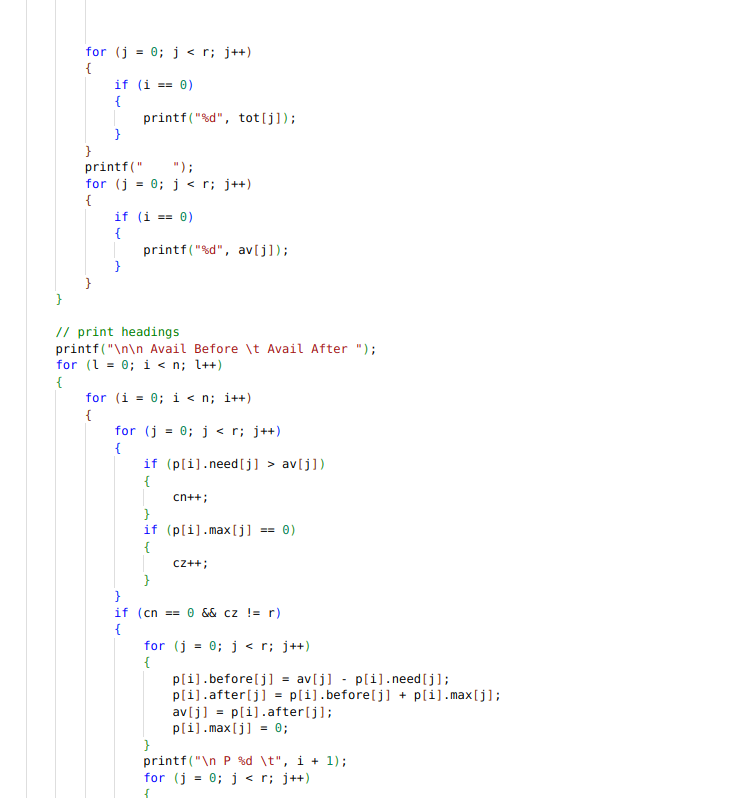 for (j = 0; j < r; j++)
{
if (i == 0)
{
printf("%d", tot[j]);
}
}
printf("    ");
for (j = 0; j < r; j++)
{
if (i == 0)
{
printf("%d", av[j]);
}
}
}
// print headings
printf("\n\n Avail Before \t Avail After ");
for (l = 0; i < n; l++)
{
for (i = 0; i < n; i++)
{
for (j = 0; j < r; j++)
{
if (p[i].need[j] > av[j])
{
cn++;
}
if (p[i].max[j] == 0)
{
cz++;
}
}
if (cn == 0 && cz != r)
{
for (j = 0; j < r; j++)
{
p[i].before[j] = av[j] - p[i].need[j];
p[i].after[j] = p[i].before[j] + p[i].max[j];
av[j] = p[i].after[j];
p[i].max[j] = 0;
}
printf("\n P %d \t", i + 1);
for (j = 0; j < r; j++)
{